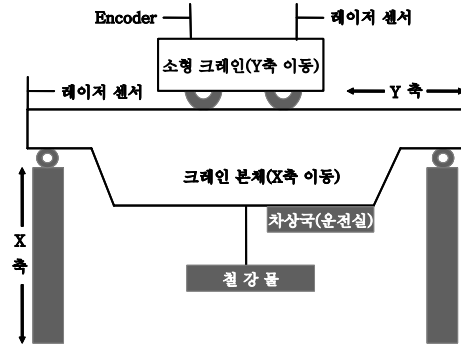 Encoder
레이저 센서
소형 크레인(Y축 이동)
레이저 센서
Y 축
크레인 본체(X축 이동)
차상국(운전실)
X
축
철 강 물